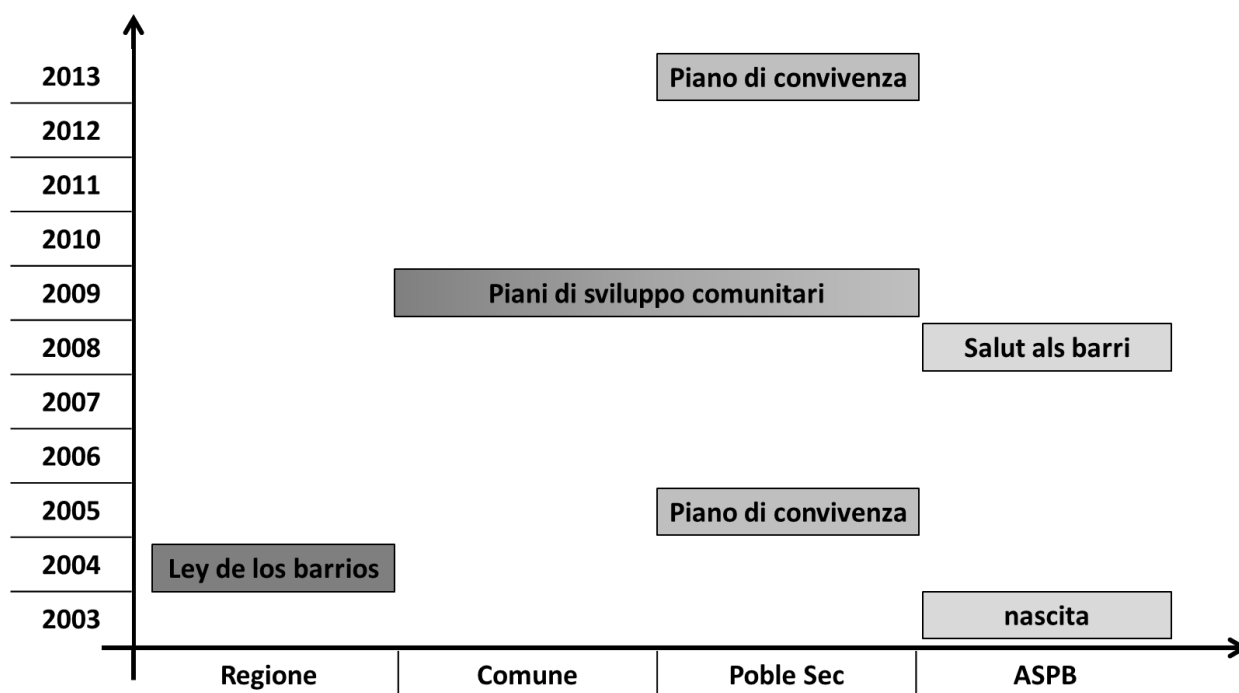 2013 Piano di convivenza
2012
2011
2010
2009 Piani di sviluppo comunitari
2008 Salut als barri
2007
2006
2005 Piano di convivenza
2004 Ley de los barrios
2003 nascita
Regione Comune Poble Sec ASPB